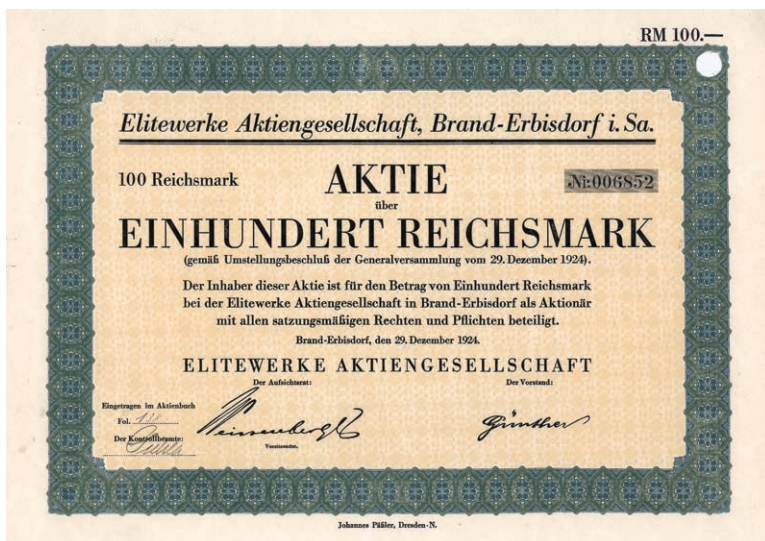 RM 100.—
Elitewerke Aktiengesellschaft, Brand-Erbisdorf i. Sa.
100 Reichsmark
AKTIE
№ 006852
über
EINHUNDERT REICHSMARK
(gemäß Umstellungsbeschluß der Generalversammlung vom 29. Dezember 1924).
Der Inhaber dieser Aktie ist für den Betrag von Einhundert Reichsmark
bei der Elitewerke Aktiengesellschaft in Brand-Erbisdorf als Aktionär
mit allen satzungsmäßigen Rechten und Pflichten beteiligt.
Brand-Erbisdorf, den 29. Dezember 1924.
ELITEWERKE AKTIENGESELLSCHAFT
Der Aufsichtsrat:
Der Vorstand:
Eingetragen im Aktienbuch
Fol.
Günther
Der Kontrollbeamte:
Vorsitzender.
Johannes Päßler, Dresden-N.